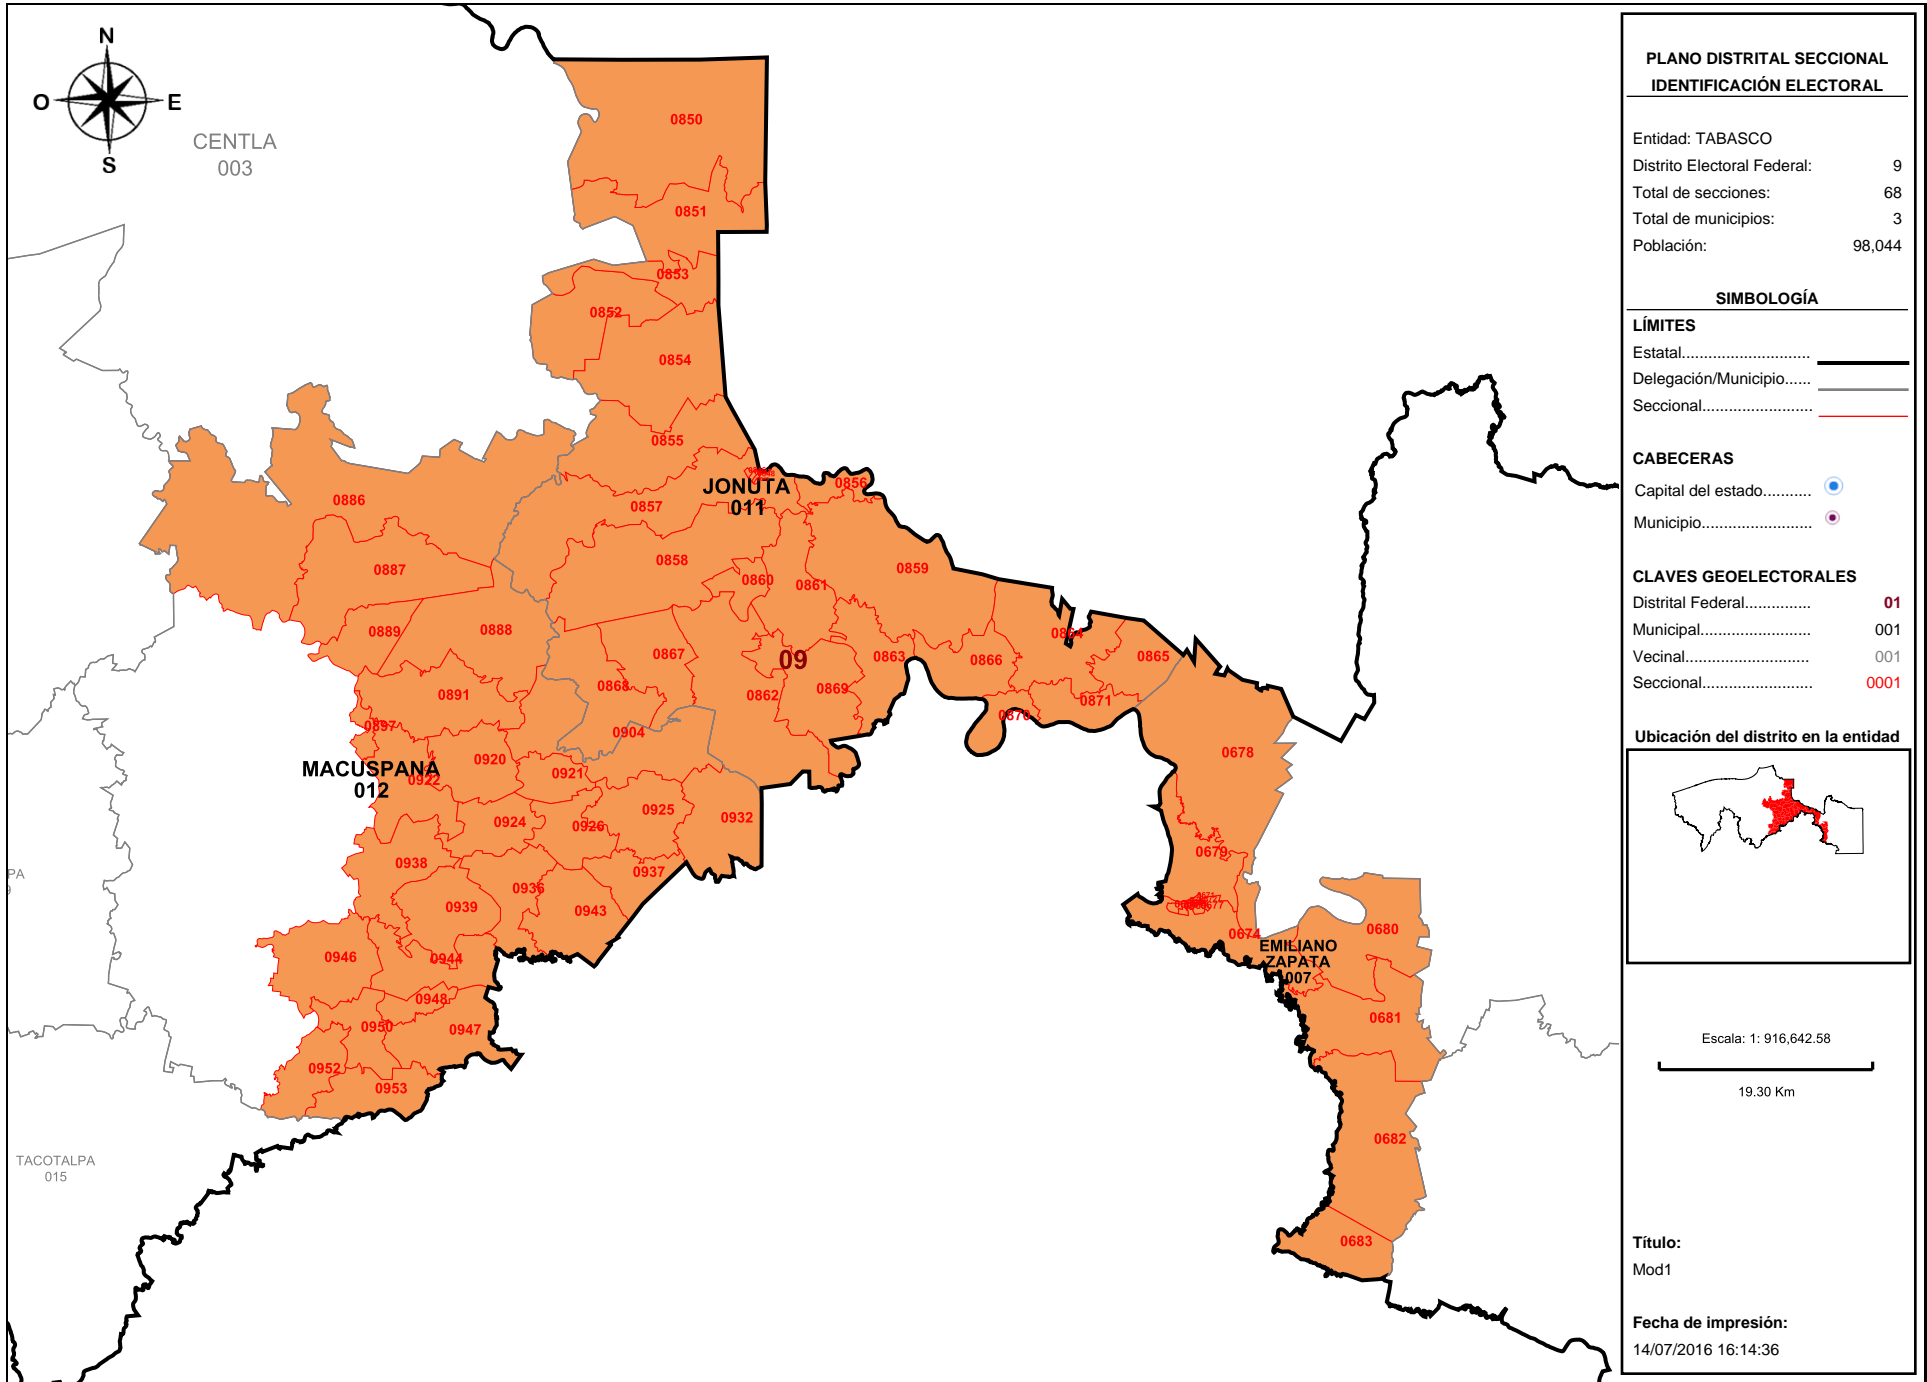 N
O
E
S
CENTLA
003
0850
0851
0853
0852
0854
0855
JONUTA
011
0856
0857
0886
0858
0859
0887
0860
0861
0889
0888
0864
0867
09
0863
0866
0865
0891
0868
0862
0869
0871
0870
0897
0904
0678
MACUSPANA
012
0920
0922
0921
0925
0932
0924
0926
0679
0938
0937
0936
0939
0943
0677
0674
0680
EMILIANO
ZAPATA
007
0946
0944
0948
0950
0947
0681
0952
0953
0682
0683
PA
TACOTALPA
015
PLANO DISTRITAL SECCIONAL
IDENTIFICACIÓN ELECTORAL
Entidad: TABASCO
Distrito Electoral Federal: 9
Total de secciones: 68
Total de municipios: 3
Población: 98,044
SIMBOLOGÍA
LÍMITES
Estatal.............................
Delegación/Municipio......
Seccional.........................
CABECERAS
Capital del estado...........
Municipio.........................
CLAVES GEOELECTORALES
Distrital Federal............... 01
Municipal......................... 001
Vecinal............................ 001
Seccional......................... 0001
Ubicación del distrito en la entidad
Escala: 1: 916,642.58
19.30 Km
Título:
Mod1
Fecha de impresión:
14/07/2016 16:14:36